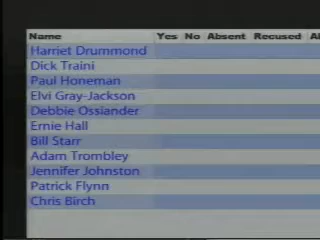 Name Yes No Absent Recused
Harriet Drummond
Dick Traini
Paul Honeman
Elvi Gray-Jackson
Debbie Ossiander
Ernie Hall
Bill Starr
Adam Trombley
Jennifer Johnston
Patrick Flynn
Chris Birch